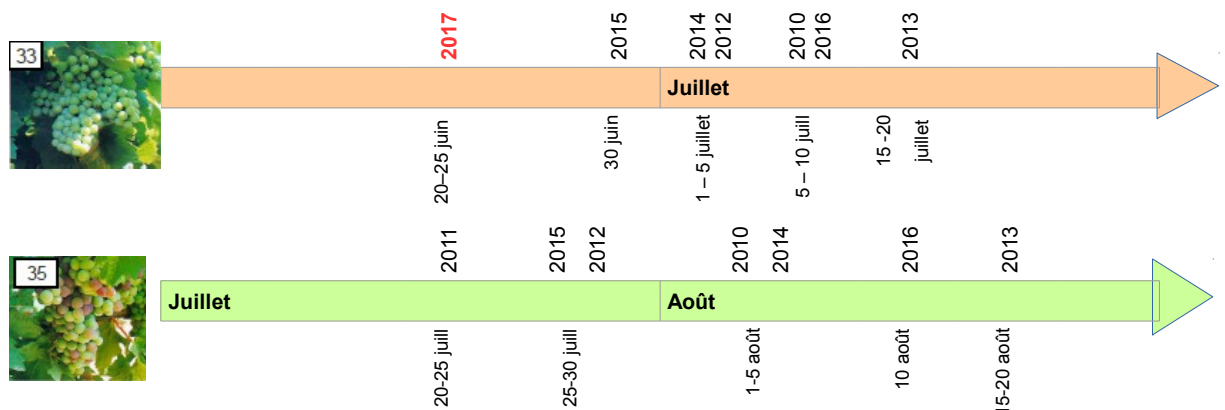 2017
2015
2014
2012
2010
2016
2013
33
Juillet
20–25 juin
30 juin
1 – 5 juillet
5 – 10 juill
15 -20
juillet
2011
2015
2012
2010
2014
2016
2013
35
Juillet
Août
20-25 juill
25-30 juill
1-5 août
10 août
15-20 août